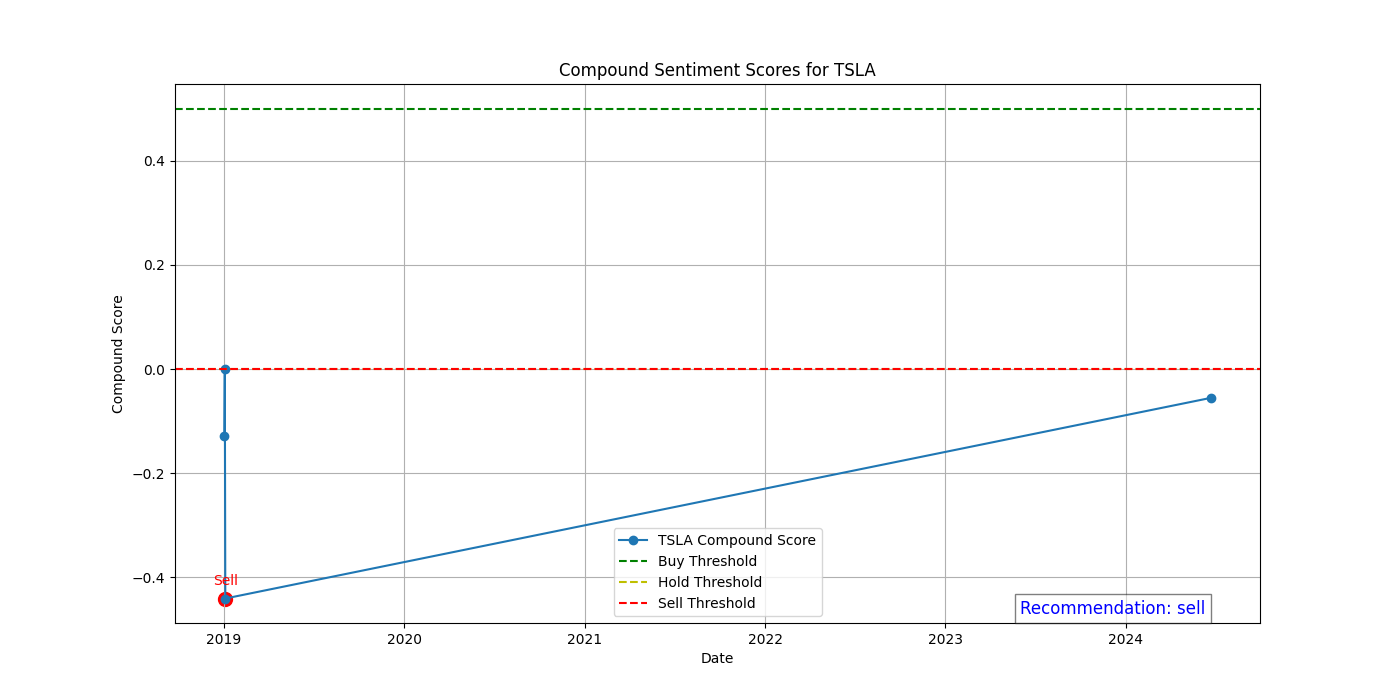 Compound Sentiment Scores for TSLA
Compound Score
0.4
0.2
0.0
−0.2
−0.4
Sell
TSLA Compound Score
Buy Threshold
Hold Threshold
Sell Threshold
Recommendation: sell
2019 2020 2021 2022 2023 2024
Date